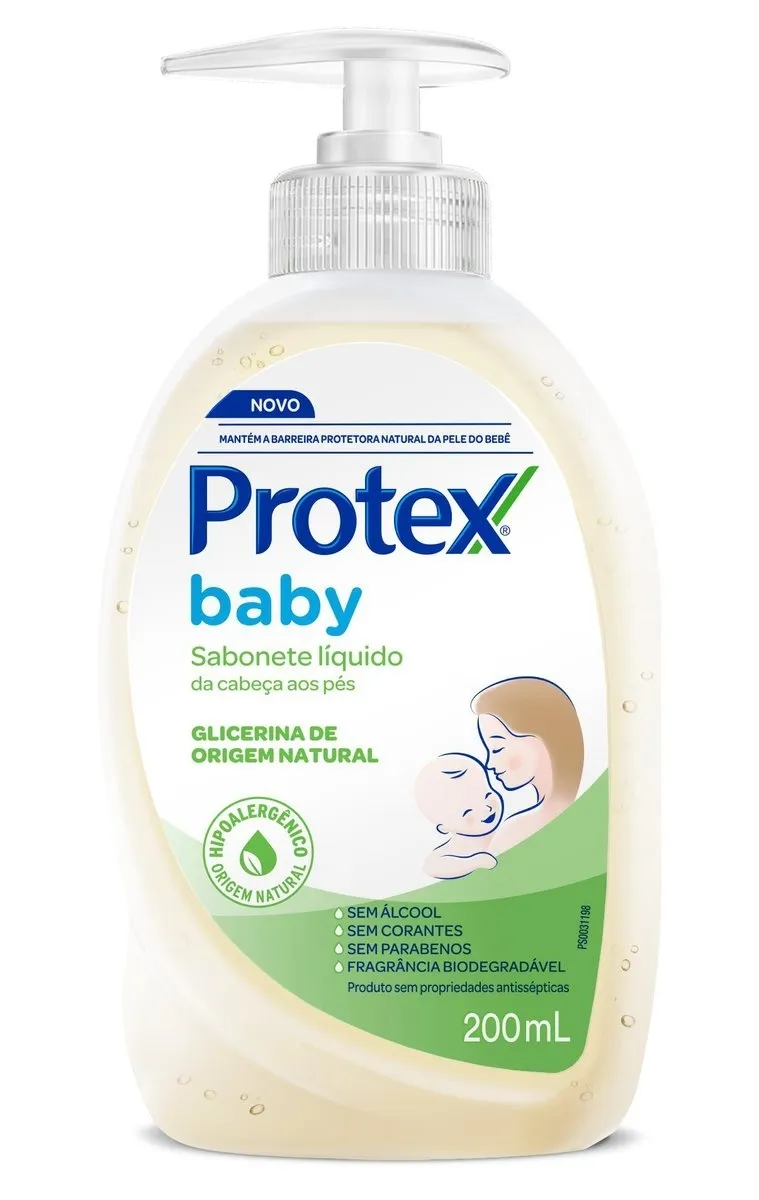 NOVO
MANTÉM A BARREIRA PROTETORA NATURAL DA PELE DO BEBÊ
Protex®
baby
Sabonete líquido
da cabeça aos pés
GLICERINA DE
ORIGEM NATURAL
HIPOALERGÊNICO
ORIGEM NATURAL
SEM ÁLCOOL
SEM CORANTES
SEM PARABENOS
FRAGRÂNCIA BIODEGRADÁVEL
Produto sem propriedades antissépticas
200mL
PS0031198